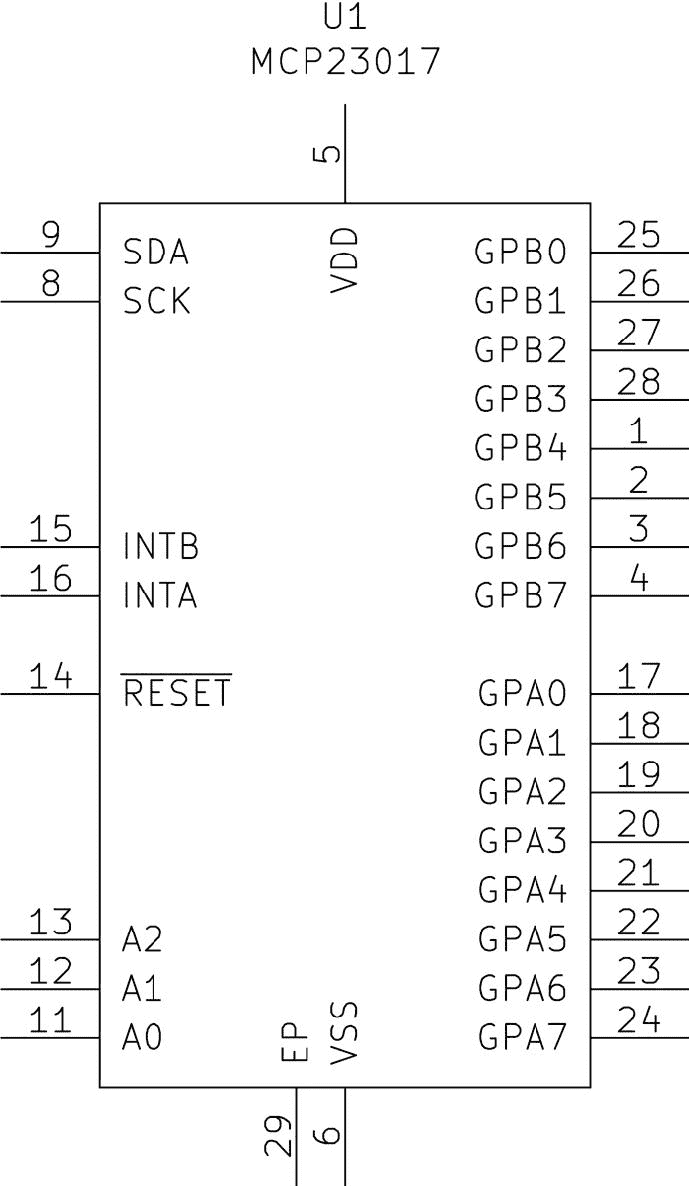 U1
MCP23017
5
VDD
9 SDA GPB0 25
8 SCK GPB1 26
GPB2 27
GPB3 28
GPB4 1
GPB5 2
15 INTB GPB6 3
16 INTA GPB7 4
14 RESET GPA0 17
GPA1 18
GPA2 19
GPA3 20
GPA4 21
13 A2 GPA5 22
12 A1 GPA6 23
11 A0 GPA7 24
EP VSS
29 6